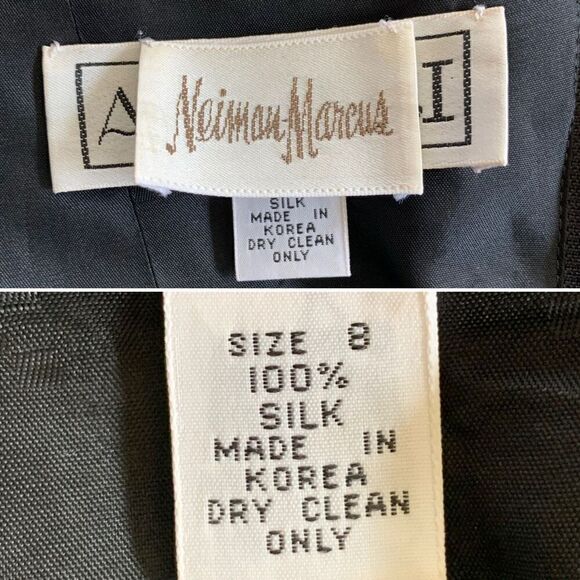 A I
Neiman-Marcus
SILK
MADE IN
KOREA
DRY CLEAN
ONLY
SIZE 8
100%
SILK
MADE IN
KOREA
DRY CLEAN
ONLY